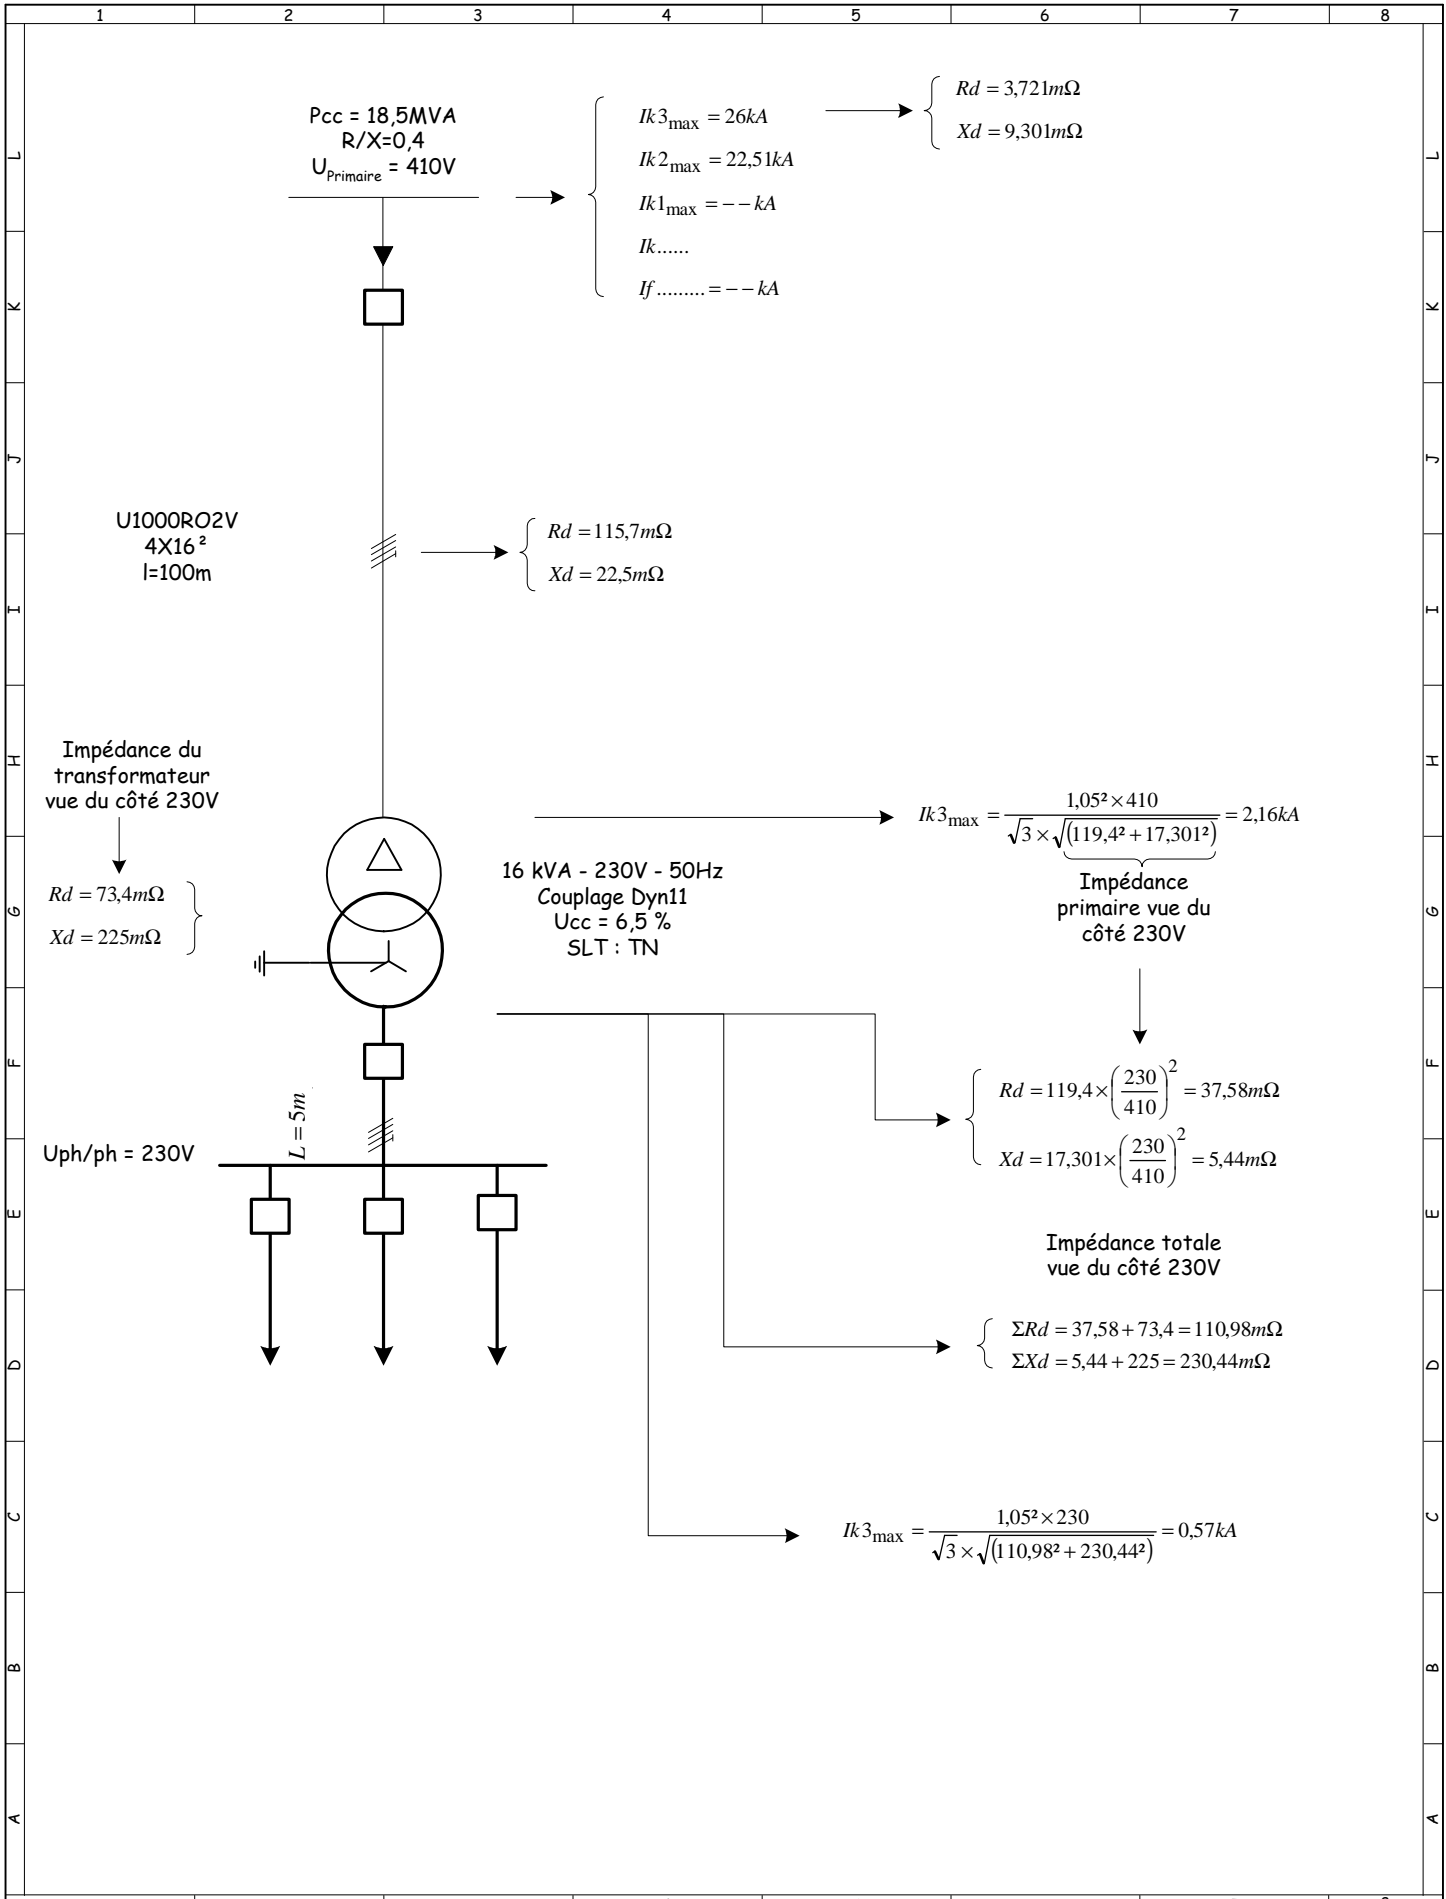 1 2 3 4 5 6 7 8
Pcc = 18,5MVA
R/X=0,4
U_Primaire = 410V
Ik3_max = 26kA
Ik2_max = 22,51kA
Ik1_max = −− kA
Ik......
If ......... = −− kA
Rd = 3,721mΩ
Xd = 9,301mΩ
L L
K K
J J
U1000RO2V
4X16²
l=100m
Rd = 115,7mΩ
Xd = 22,5mΩ
I I
H H
Impédance du
transformateur
vue du côté 230V
Rd = 73,4mΩ
Xd = 225mΩ
16 kVA - 230V - 50Hz
Couplage Dyn11
Ucc = 6,5 %
SLT : TN
Ik3_max = 1,05² × 410 / (√3 × √(119,4² + 17,301²)) = 2,16kA
Impédance
primaire vue du
côté 230V
G G
F F
Rd = 119,4 × (230/410)² = 37,58mΩ
Xd = 17,301 × (230/410)² = 5,44mΩ
L = 5m
Uph/ph = 230V
E E
Impédance totale
vue du côté 230V
ΣRd = 37,58 + 73,4 = 110,98mΩ
ΣXd = 5,44 + 225 = 230,44mΩ
D D
Ik3_max = 1,05² × 230 / (√3 × √(110,98² + 230,44²)) = 0,57kA
C C
B B
A A